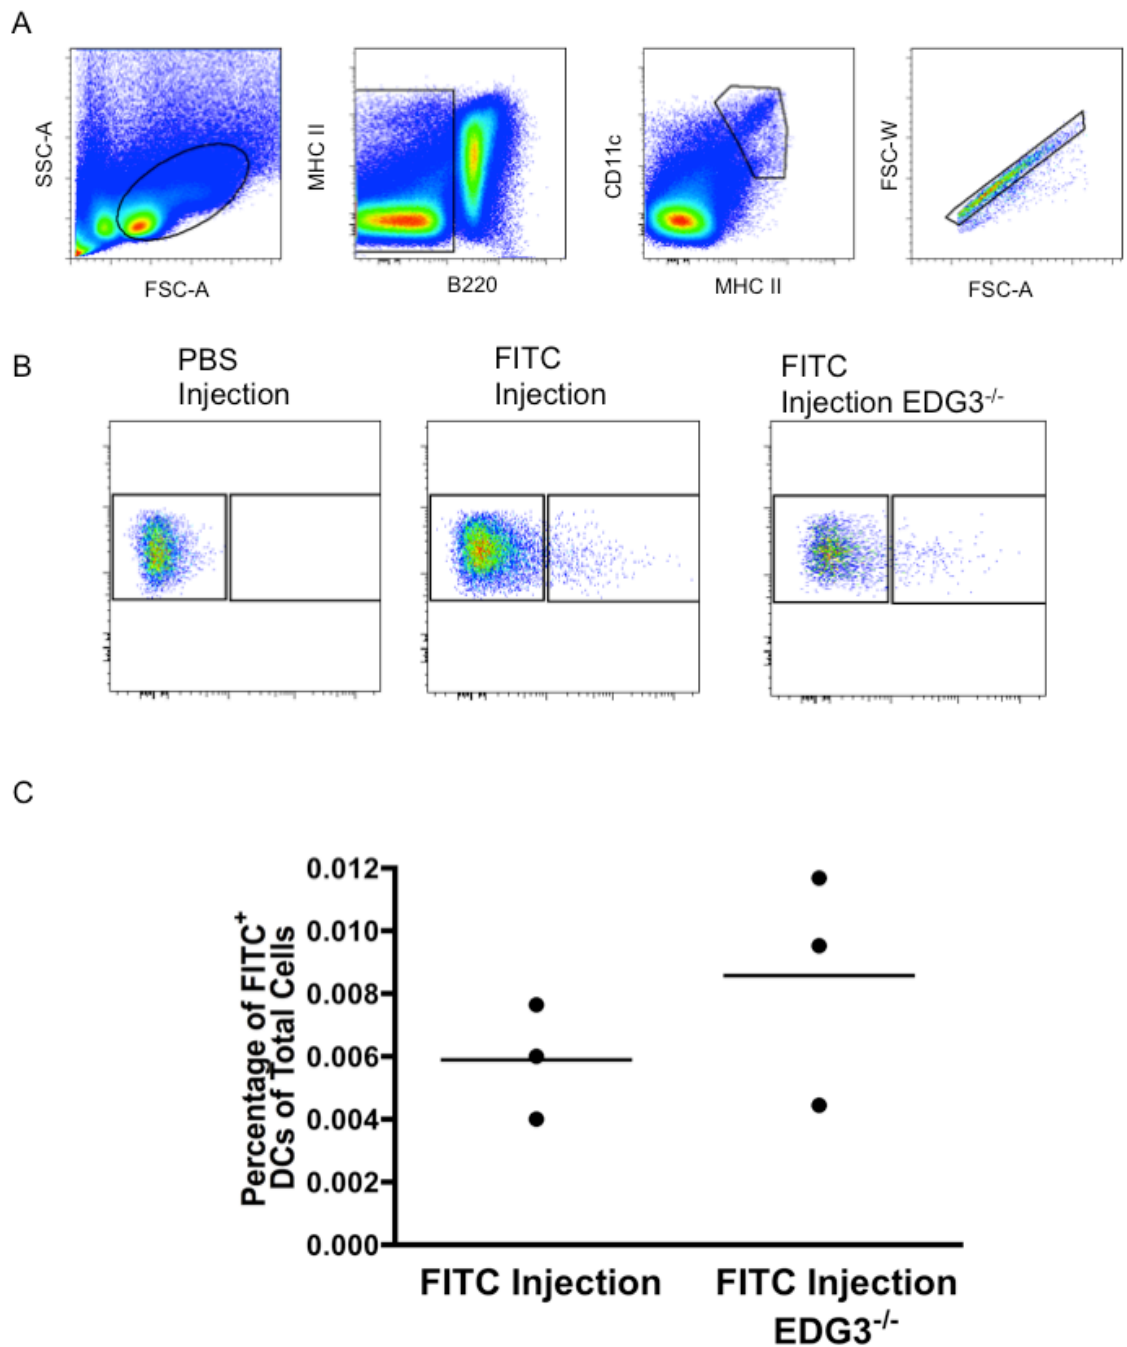 A
SSC-A
FSC-A
MHC II
B220
CD11c
MHC II
FSC-W
FSC-A
B
PBS
Injection
FITC
Injection
FITC
Injection EDG3-/-
C
Percentage of FITC+
DCs of Total Cells
0.012
0.010
0.008
0.006
0.004
0.002
0.000
FITC Injection
FITC Injection
EDG3-/-